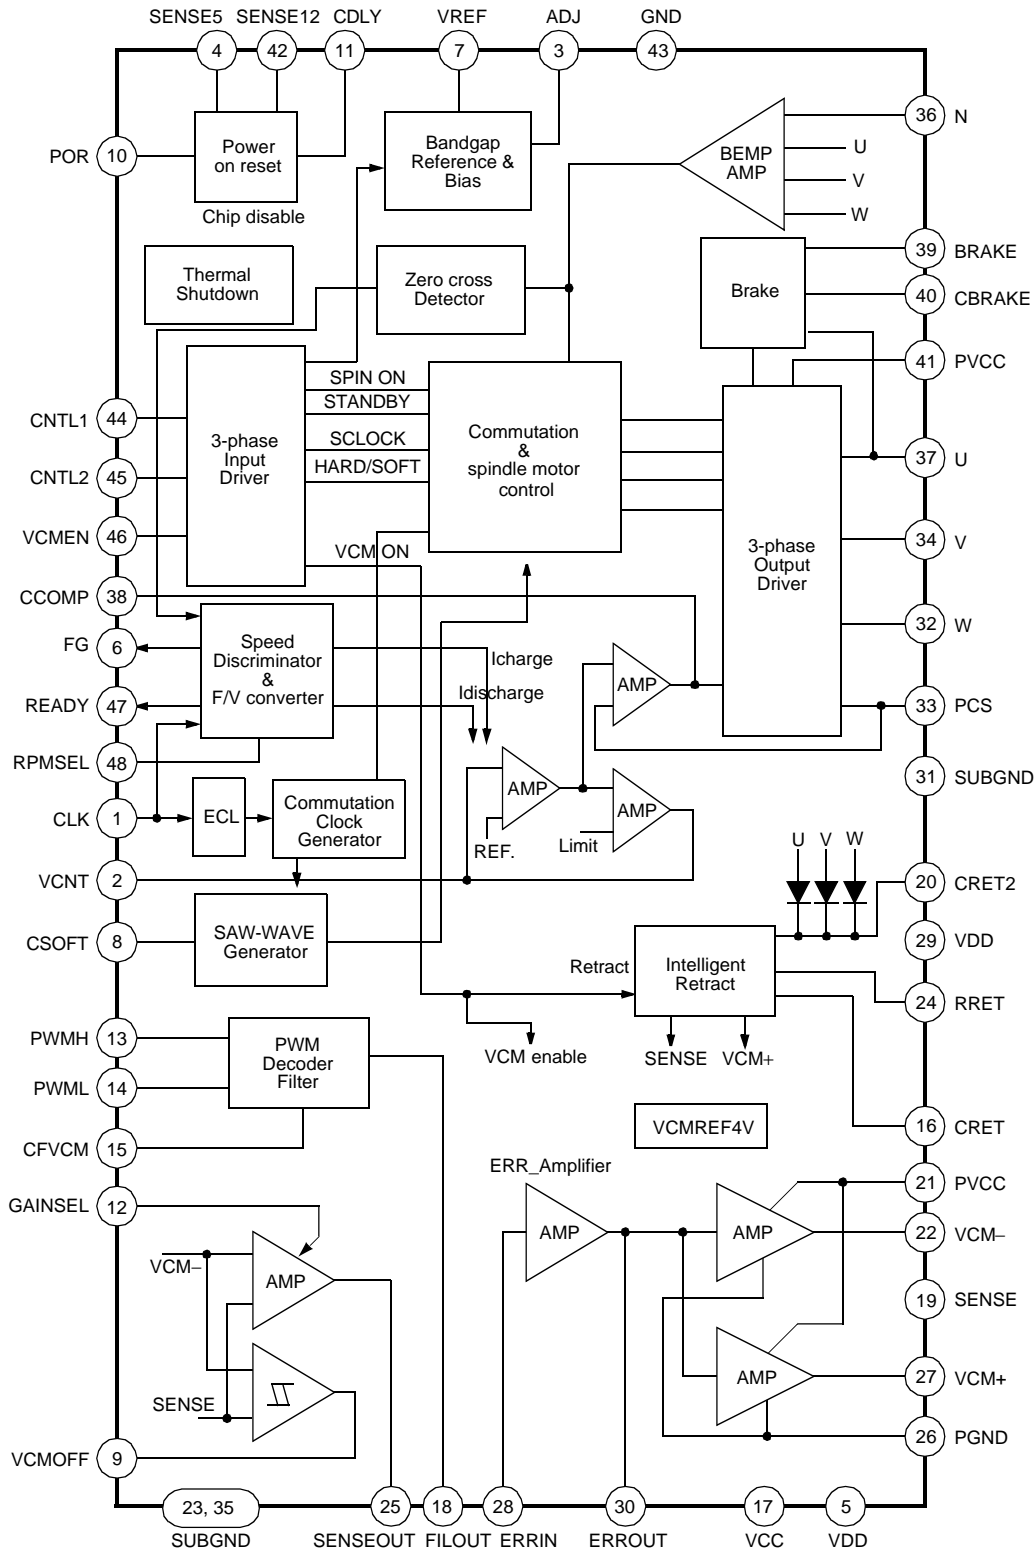 SENSE5 SENSE12 CDLY VREF ADJ GND
4 42 11 7 3 43
36 N
Power
on reset
Bandgap
Reference &
Bias
BEMP
AMP
U
V
W
POR 10
Chip disable
39 BRAKE
Thermal
Shutdown
Zero cross
Detector
Brake
40 CBRAKE
41 PVCC
SPIN ON
STANDBY
SCLOCK
HARD/SOFT
VCM ON
CNTL1 44
3-phase
Input
Driver
Commutation
&
spindle motor
control
37 U
CNTL2 45
VCMEN 46
3-phase
Output
Driver
34 V
CCOMP 38
32 W
FG 6
Speed
Discriminator
&
F/V converter
Icharge
Idischarge
AMP
READY 47
33 PCS
RPMSEL 48
31 SUBGND
CLK 1
ECL
Commutation
Clock
Generator
AMP
REF.
AMP
Limit
U V W
VCNT 2
20 CRET2
CSOFT 8
SAW-WAVE
Generator
29 VDD
Retract
Intelligent
Retract
24 RRET
PWMH 13
PWM
Decoder
Filter
VCM enable
SENSE VCM+
PWML 14
VCMREF4V
16 CRET
CFVCM 15
ERR_Amplifier
21 PVCC
GAINSEL 12
AMP
AMP
22 VCM–
VCM–
AMP
19 SENSE
AMP
27 VCM+
SENSE
26 PGND
VCMOFF 9
23, 35 25 18 28 30 17 5
SUBGND SENSEOUT FILOUT ERRIN ERROUT VCC VDD